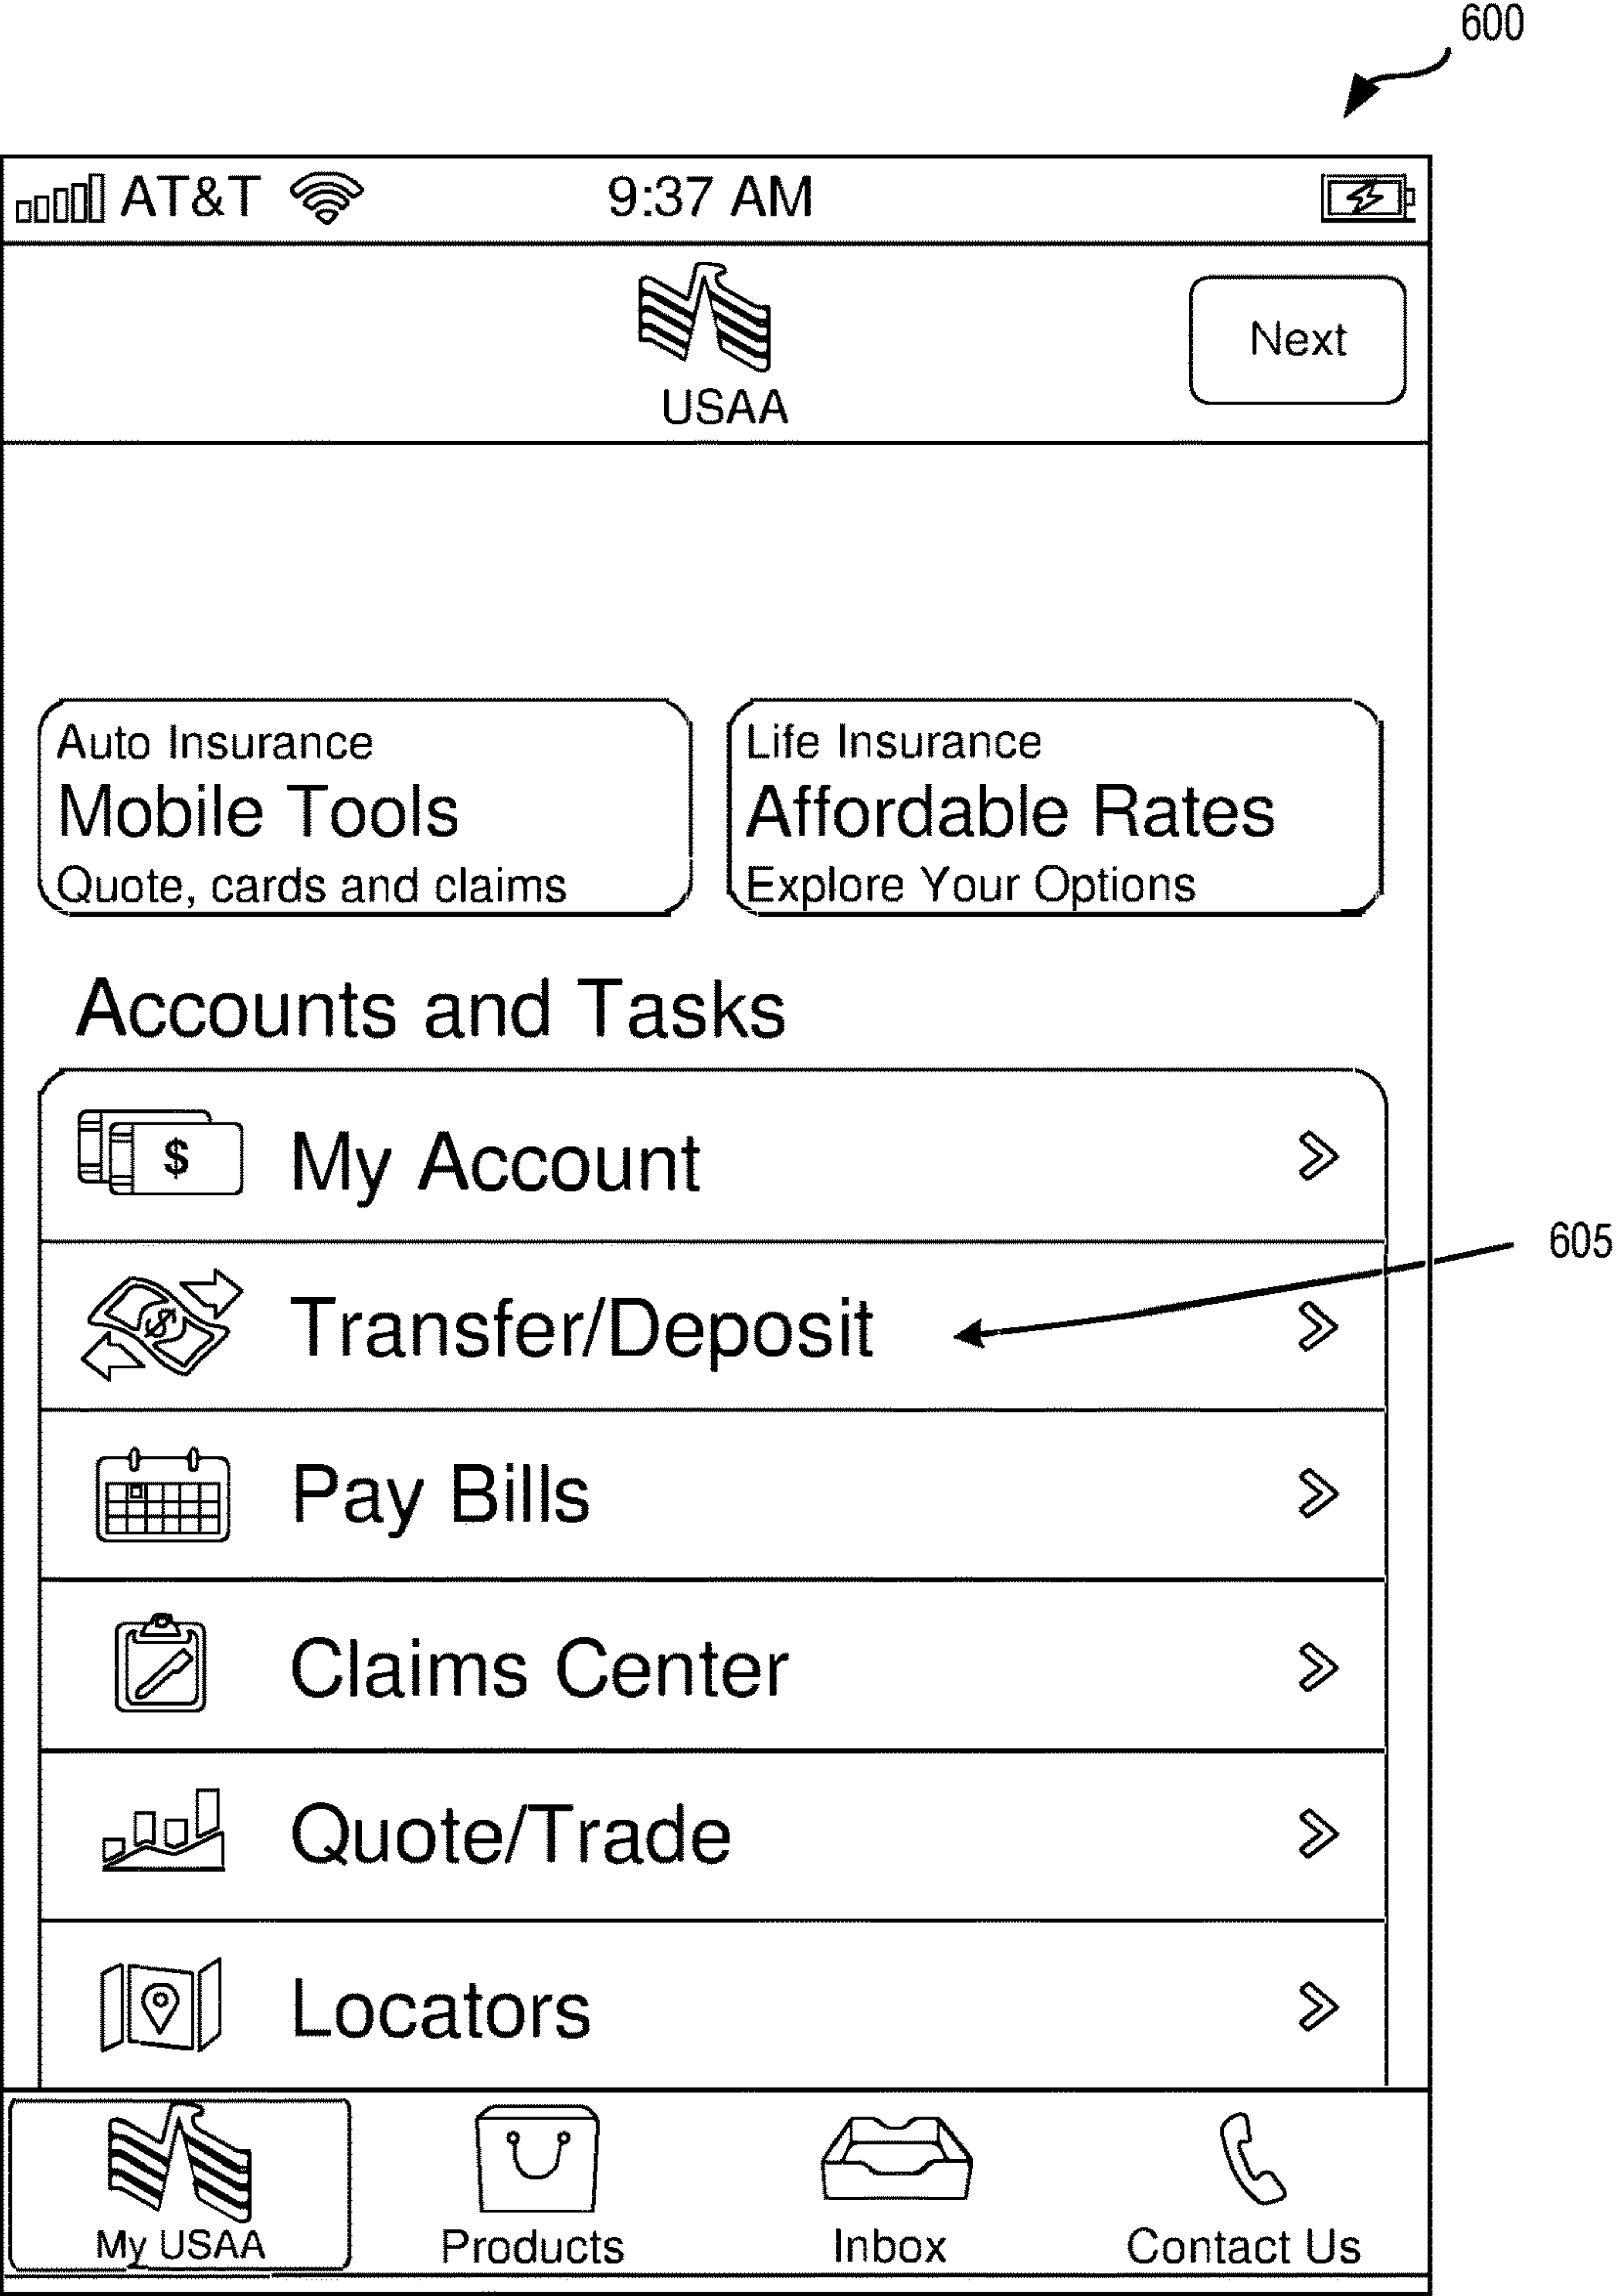 600
AT&T 9:37 AM
USAA
Next
Auto Insurance
Mobile Tools
Quote, cards and claims
Life Insurance
Affordable Rates
Explore Your Options
Accounts and Tasks
$ My Account
605
$ Transfer/Deposit
Pay Bills
Claims Center
Quote/Trade
Locators
My USAA
Products
Inbox
Contact Us